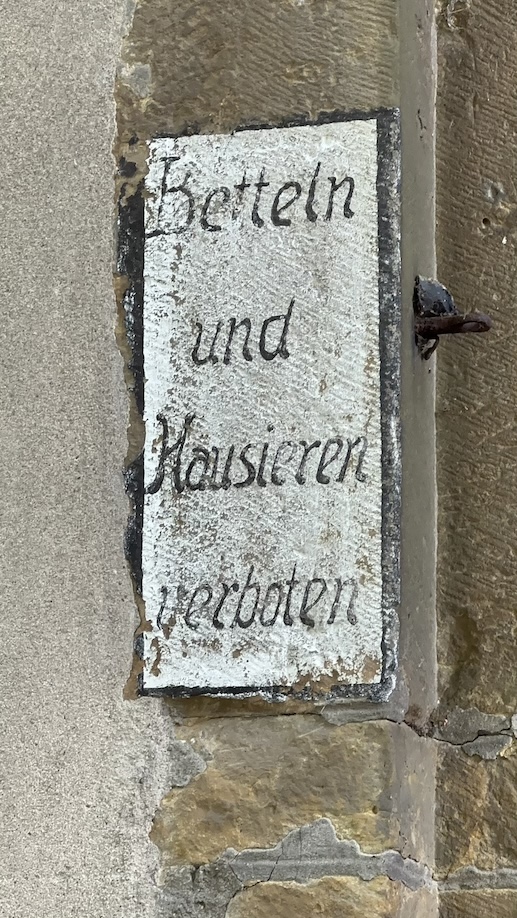 Betteln
und
Hausieren
verboten